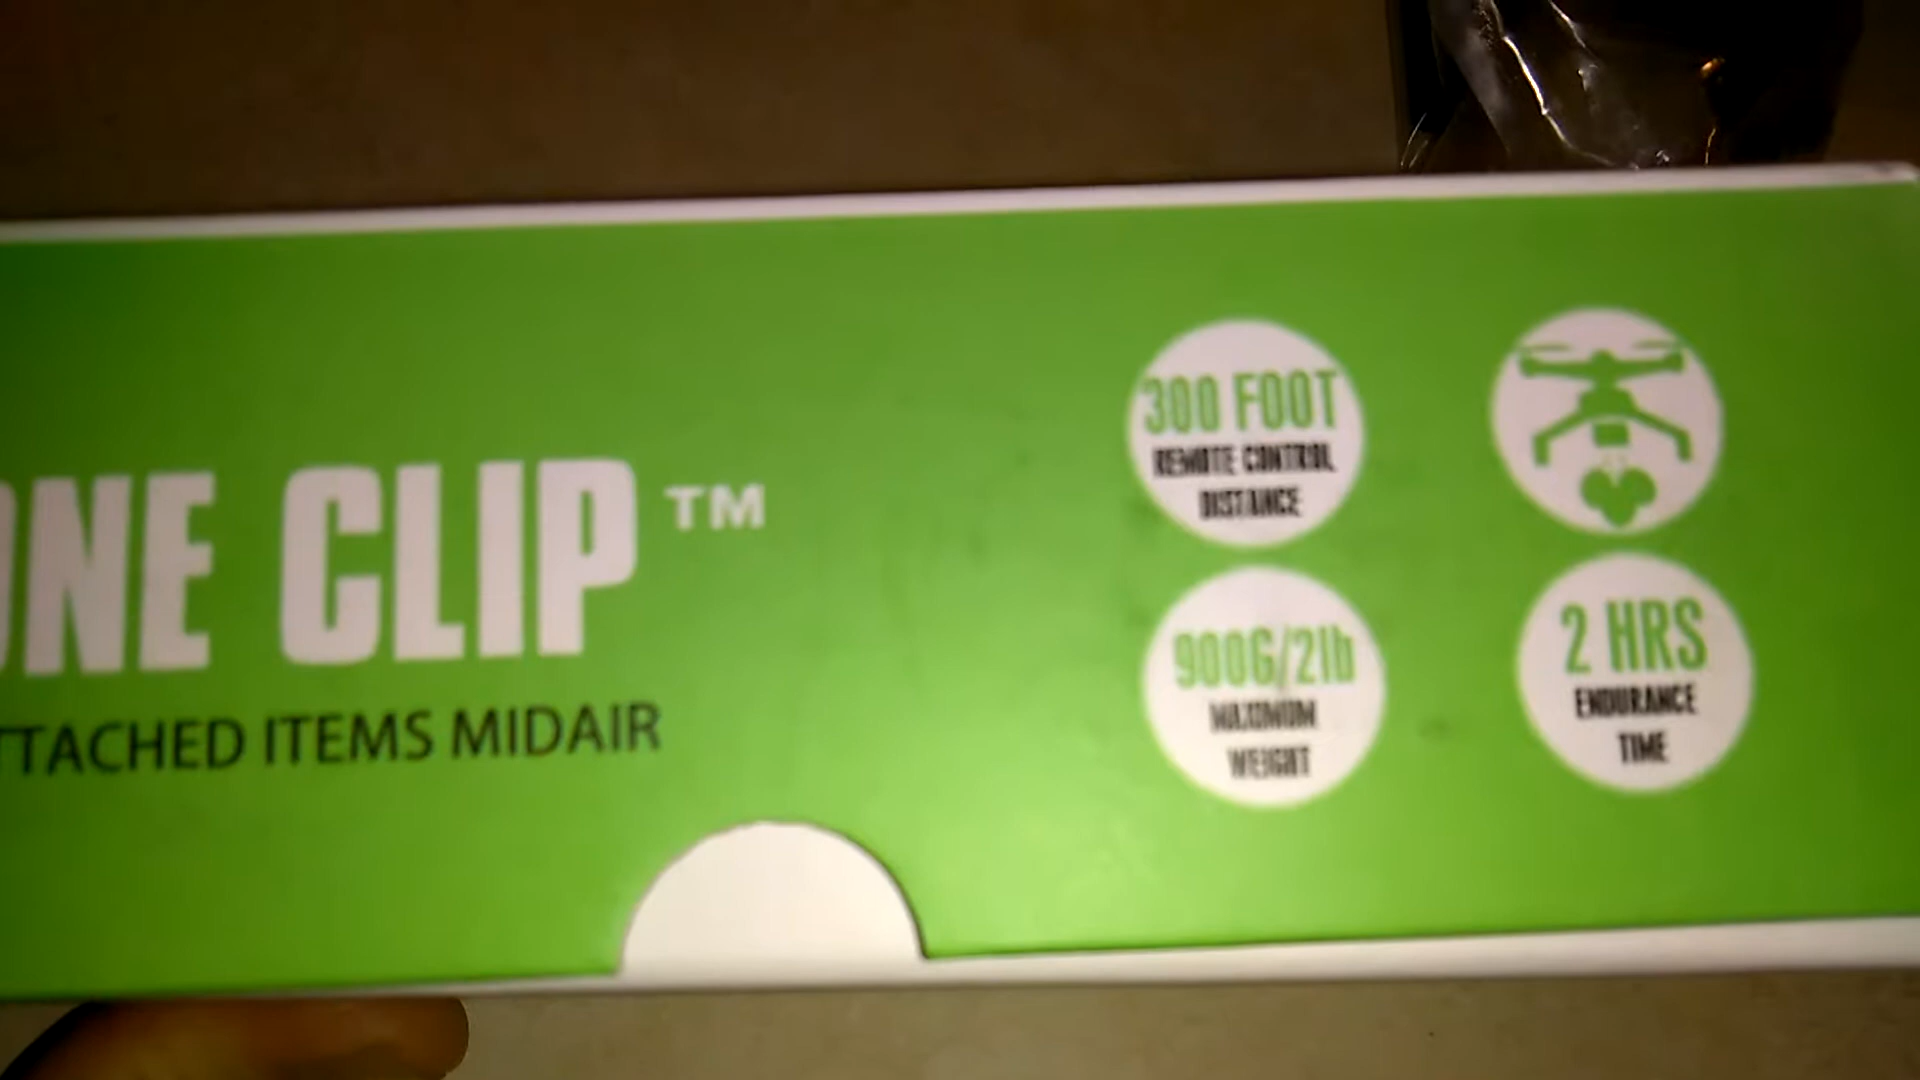 ONE CLIP™
TTACHED ITEMS MIDAIR
300 FOOT
REMOTE CONTROL
DISTANCE
900G/2lb
MAXIMUM
WEIGHT
2 HRS
ENDURANCE
TIME